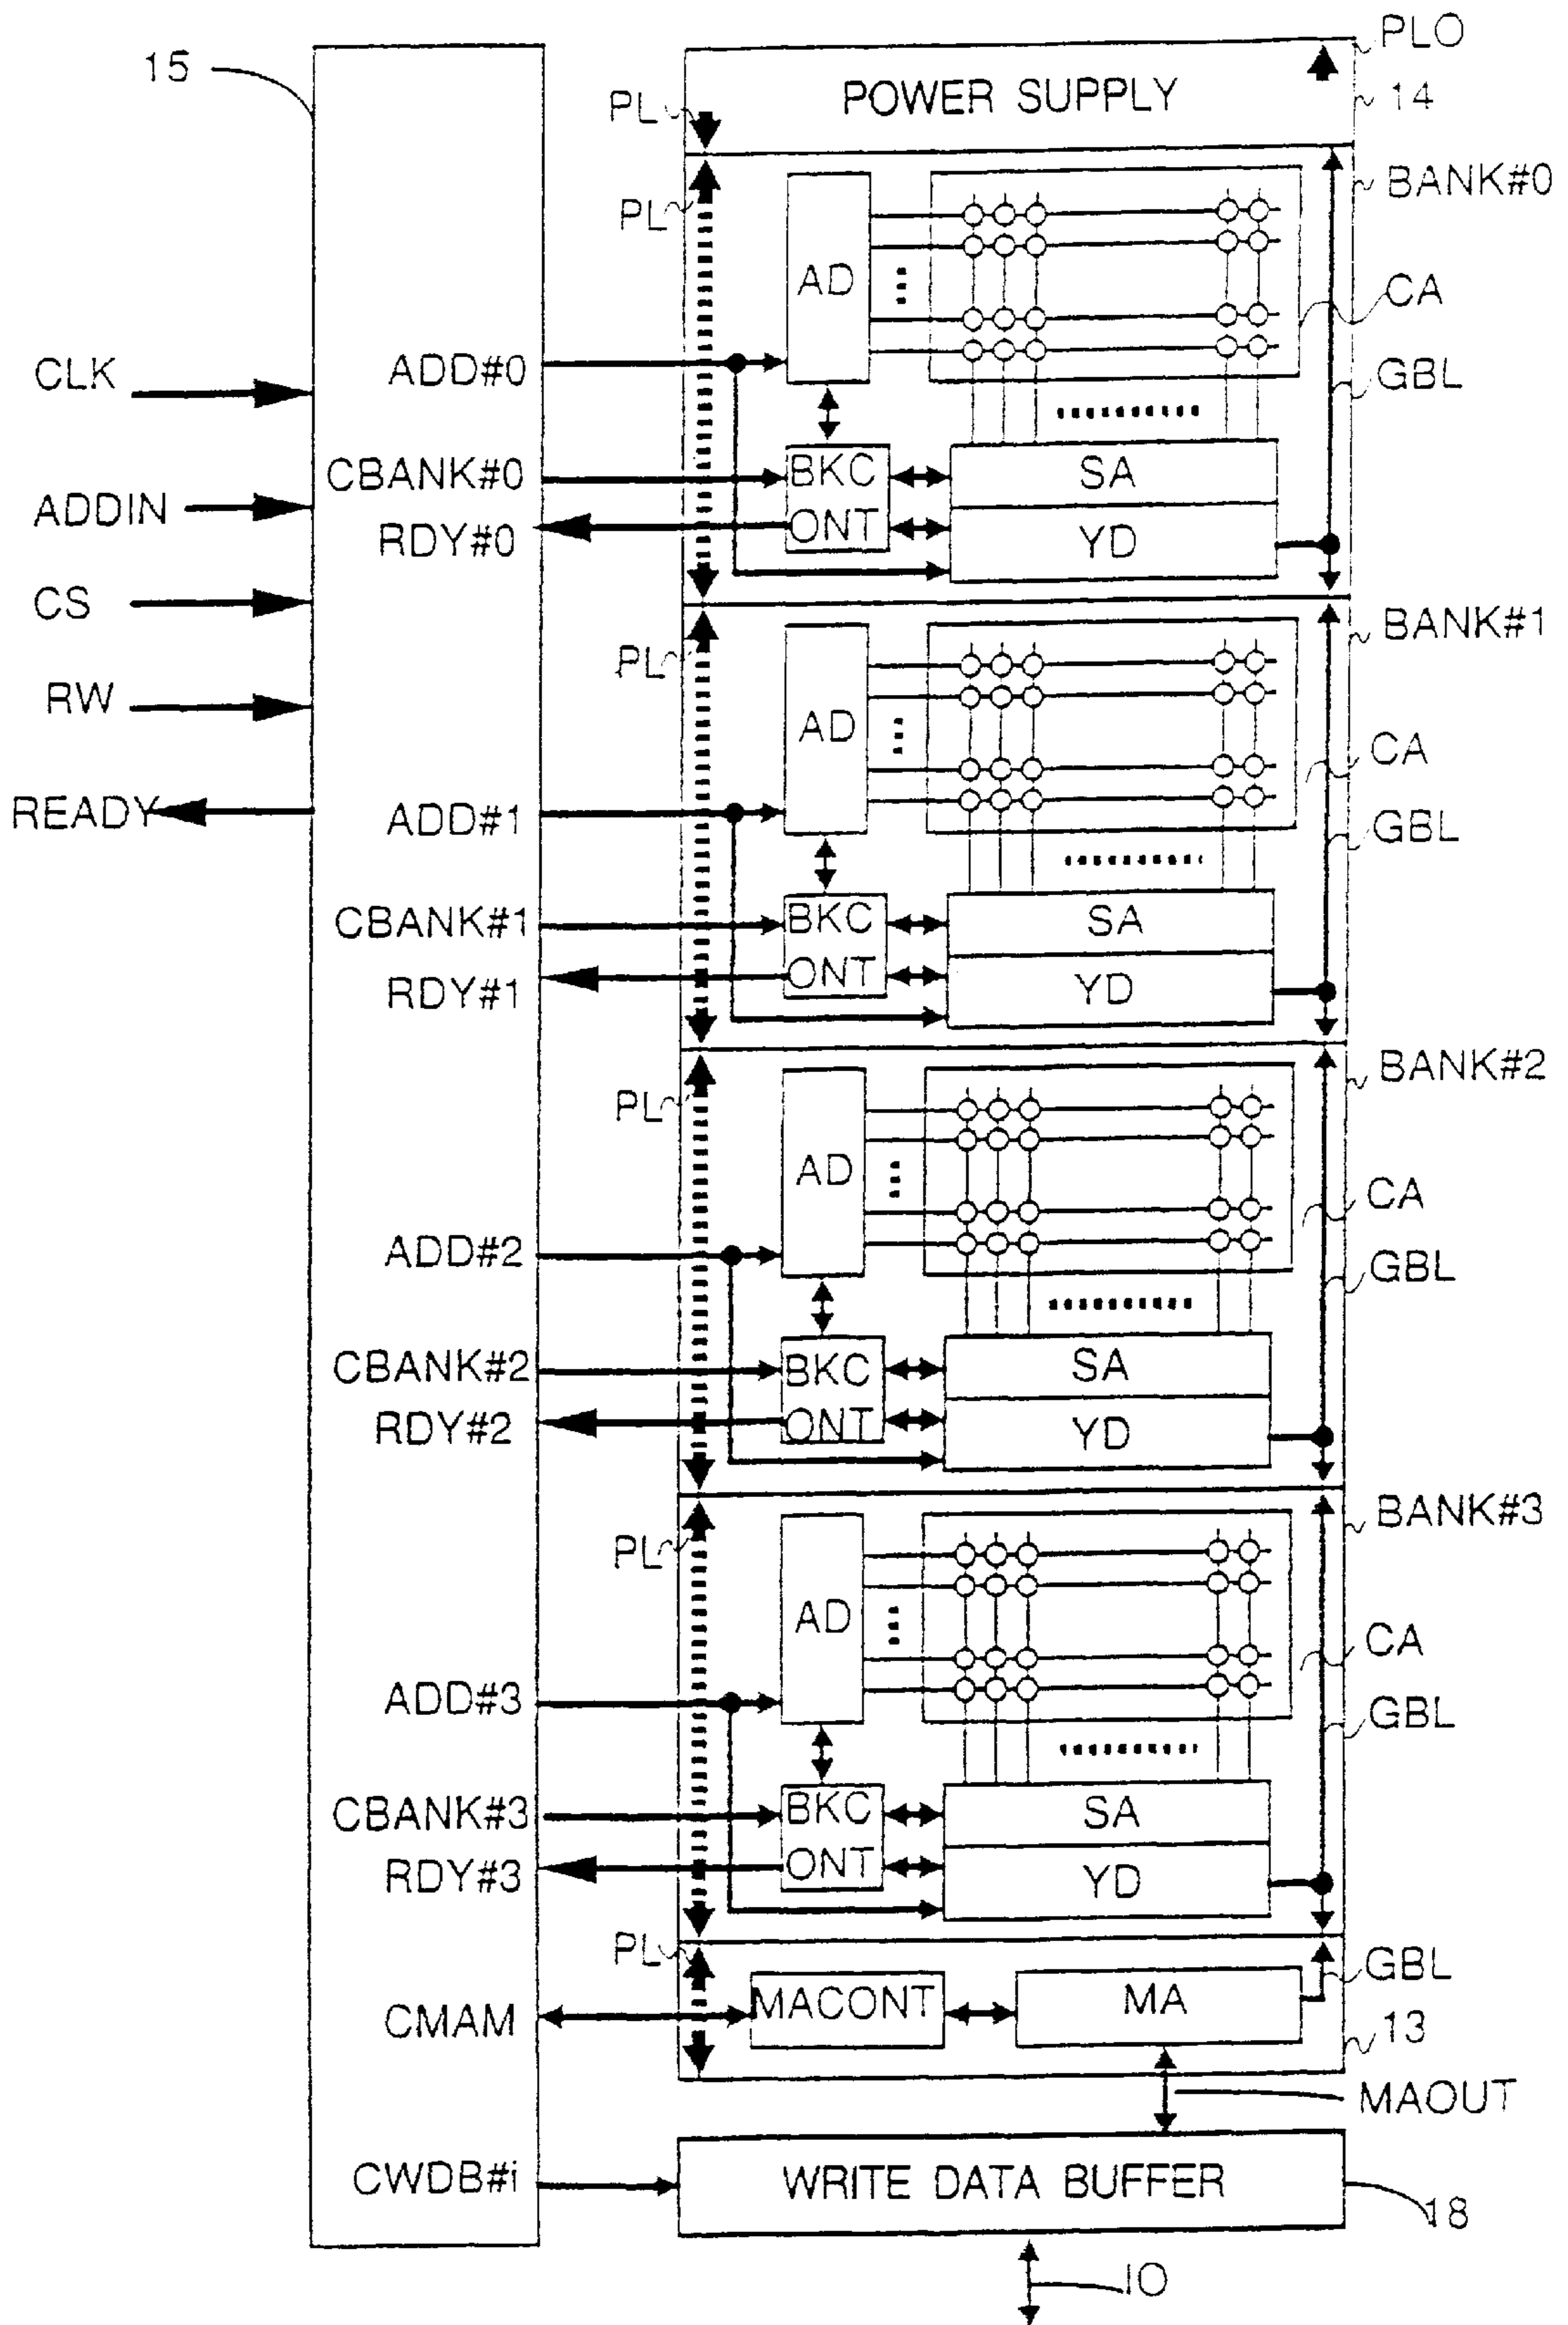 15
PLO
POWER SUPPLY
14
PL
BANK#0
PL
AD
CA
ADD#0
GBL
CLK
CBANK#0
BKC
SA
ADDIN
RDY#0
ONT
YD
CS
BANK#1
PL
RW
AD
CA
READY
ADD#1
GBL
CBANK#1
BKC
SA
RDY#1
ONT
YD
BANK#2
PL
AD
CA
ADD#2
GBL
CBANK#2
BKC
SA
RDY#2
ONT
YD
BANK#3
PL
AD
CA
ADD#3
GBL
CBANK#3
BKC
SA
RDY#3
ONT
YD
PL
GBL
CMAM
MACONT
MA
13
MAOUT
CWDB#i
WRITE DATA BUFFER
18
IO